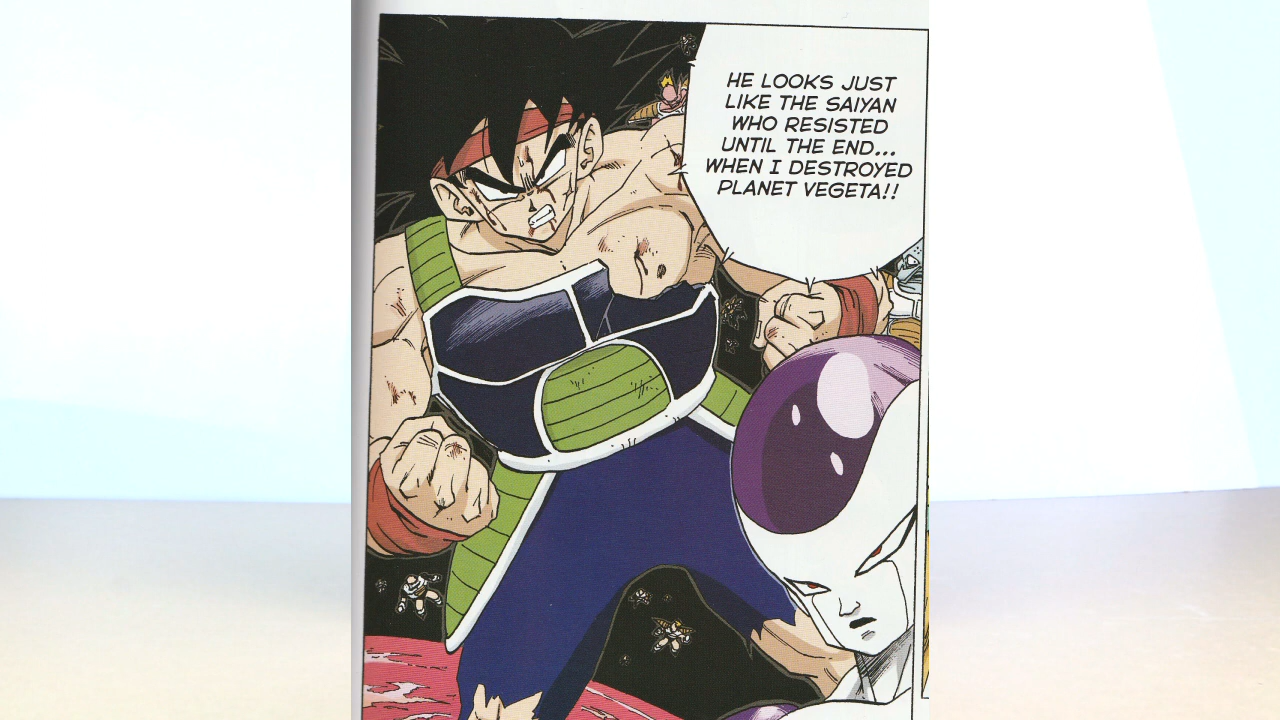 HE LOOKS JUST
LIKE THE SAIYAN
WHO RESISTED
UNTIL THE END...
WHEN I DESTROYED
PLANET VEGETA!!